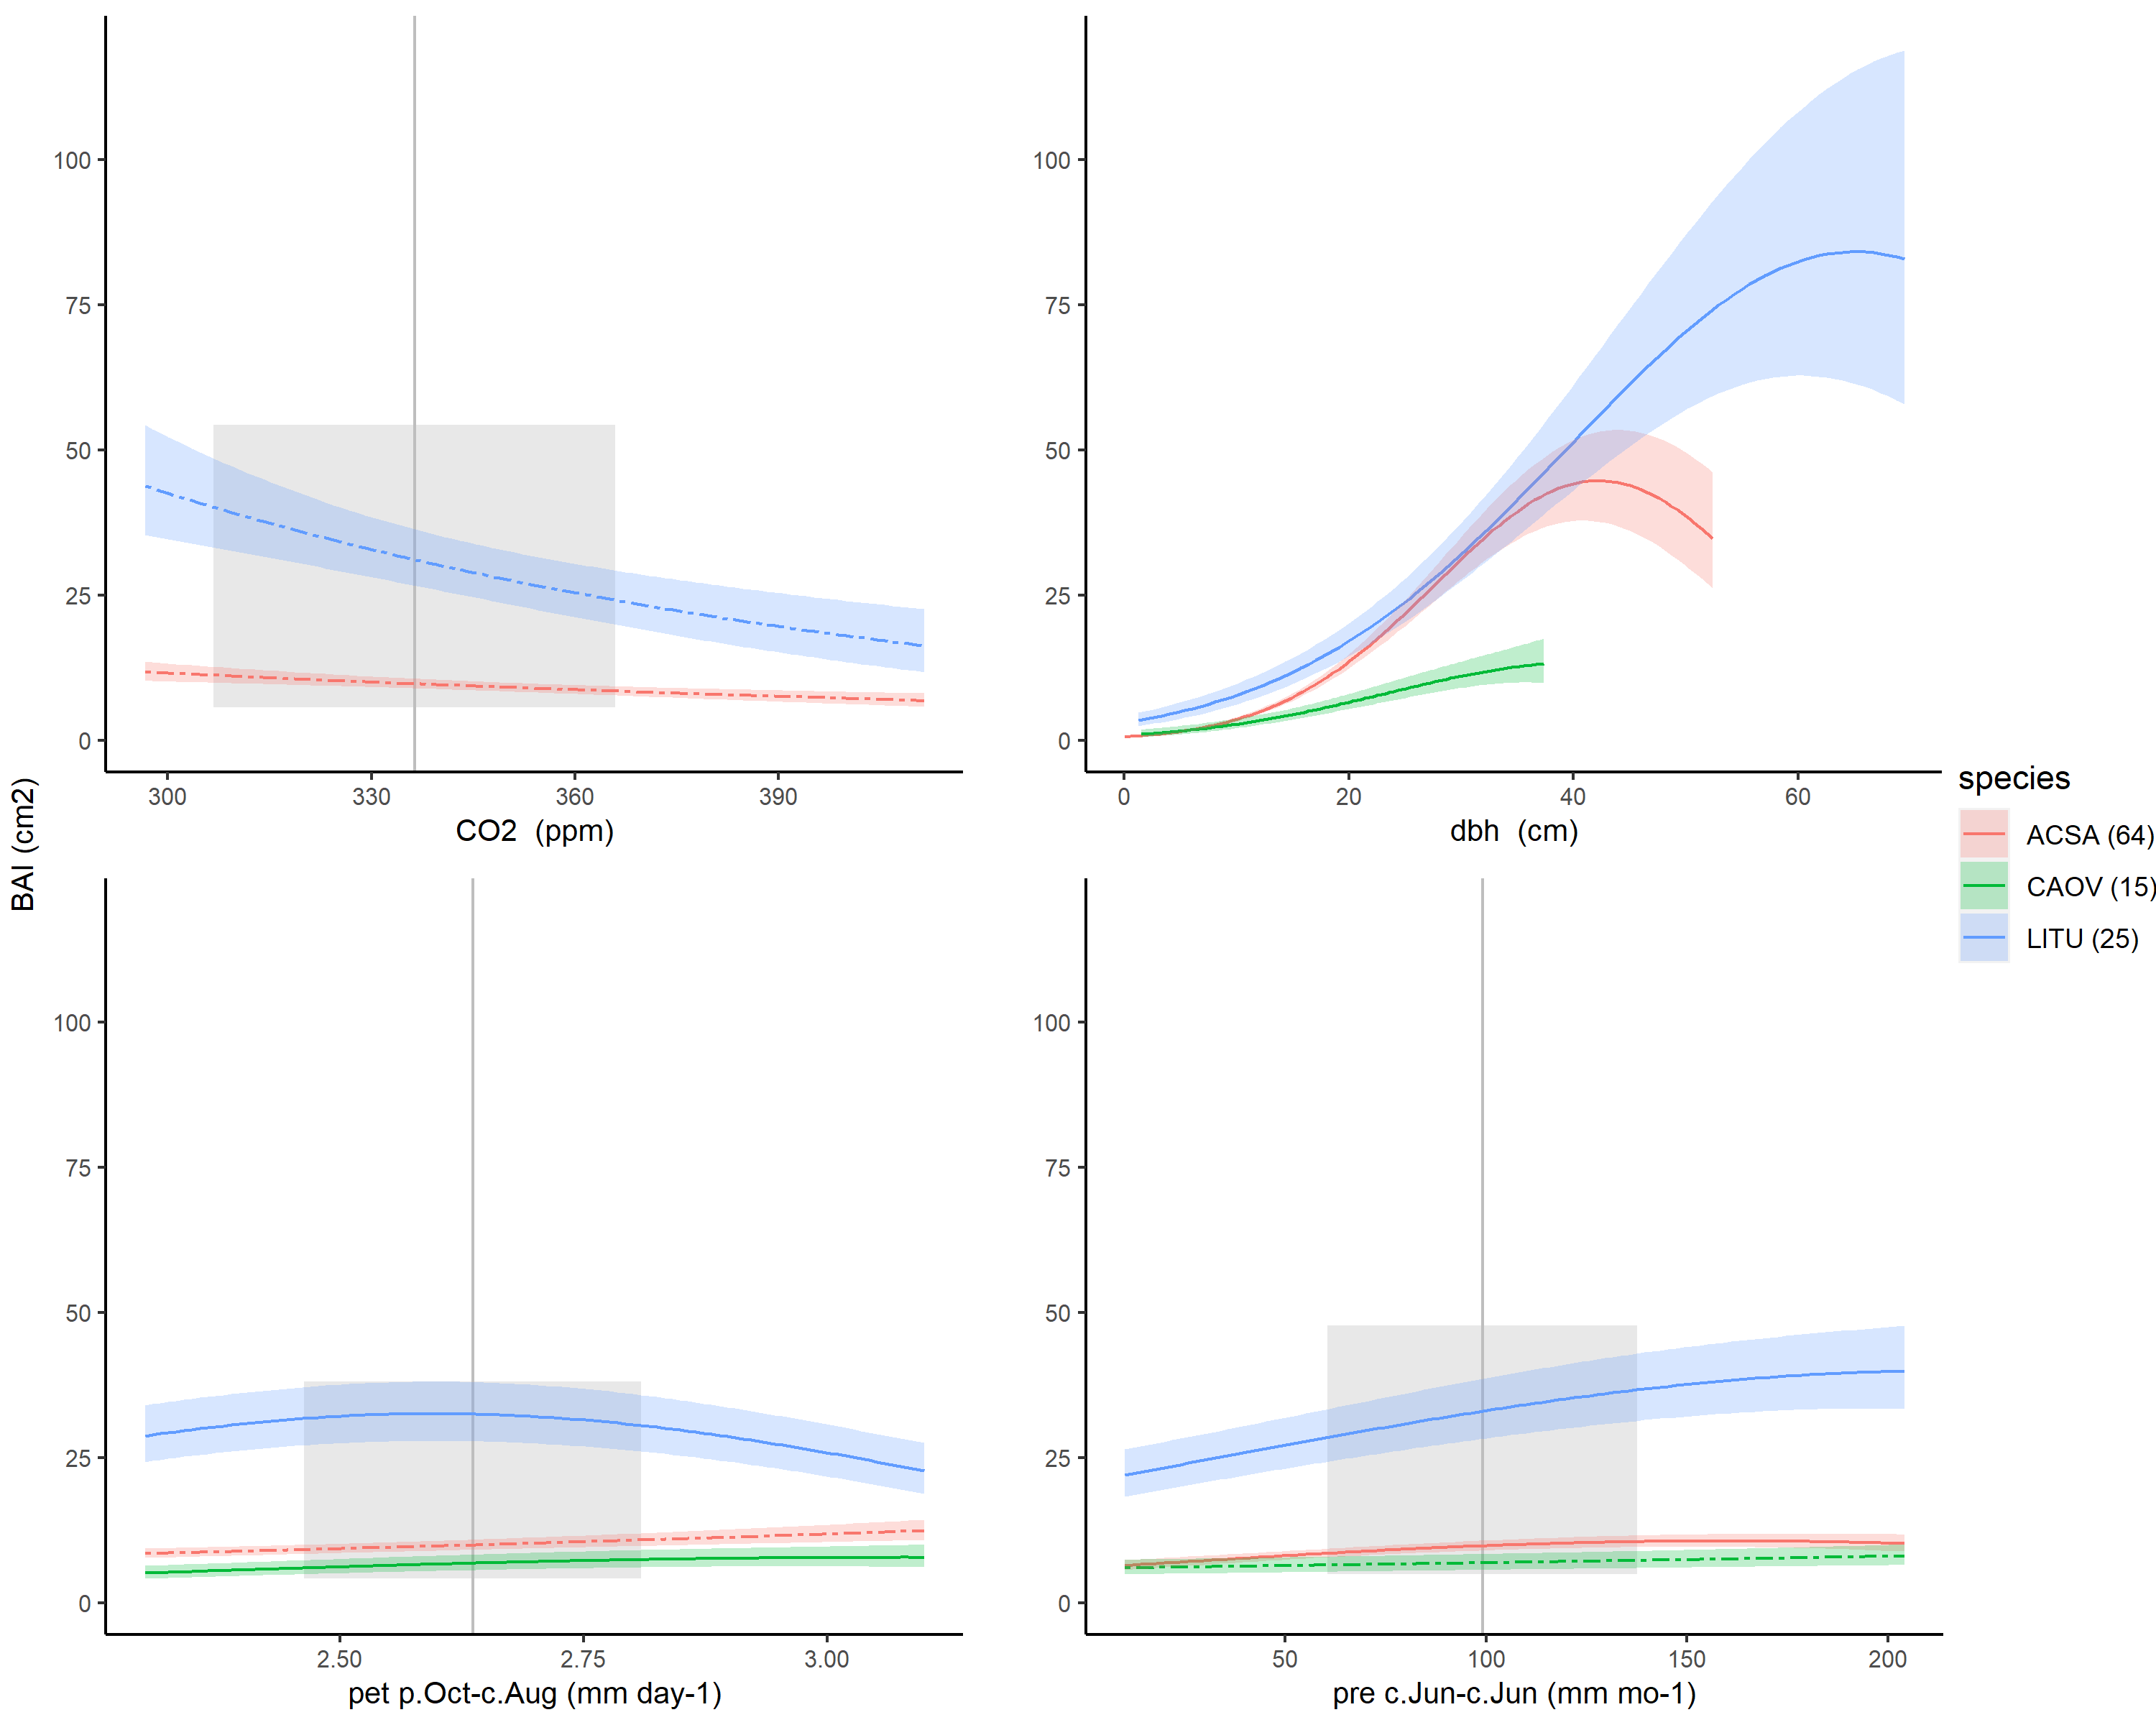 BAI (cm2)
100
75
50
25
0
300 330 360 390
CO2 (ppm)
100
75
50
25
0
0 20 40 60
dbh (cm)
100
75
50
25
0
2.50 2.75 3.00
pet p.Oct-c.Aug (mm day-1)
100
75
50
25
0
50 100 150 200
pre c.Jun-c.Jun (mm mo-1)
species
ACSA (64)
CAOV (15)
LITU (25)